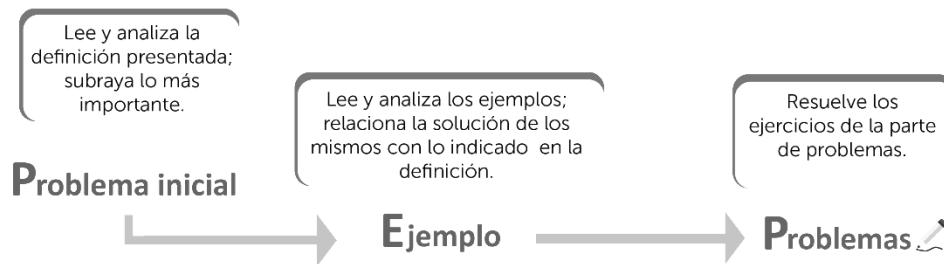 Lee y analiza la
definición presentada;
subraya lo más
importante.
Problema inicial
Lee y analiza los ejemplos;
relaciona la solución de los
mismos con lo indicado en la
definición.
Ejemplo
Resuelve los
ejercicios de la parte
de problemas.
Problemas